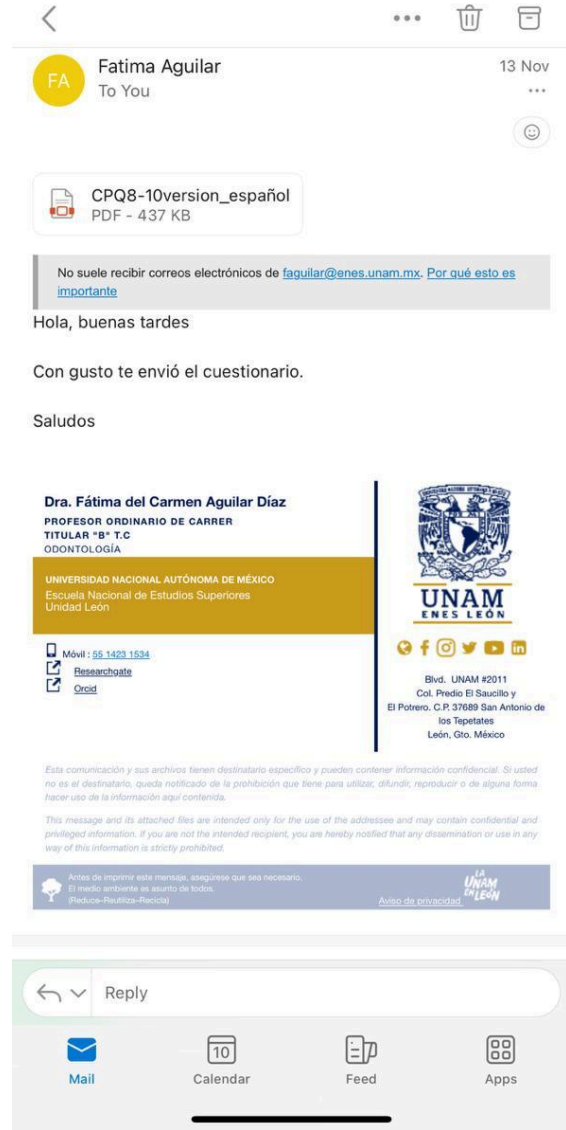 FA
Fatima Aguilar
13 Nov
To You
CPQ8-10version_español
PDF - 437 KB
No suele recibir correos electrónicos de faguilar@enes.unam.mx. Por qué esto es
importante
Hola, buenas tardes
Con gusto te envió el cuestionario.
Saludos
Dra. Fátima del Carmen Aguilar Díaz
PROFESOR ORDINARIO DE CARRER
TITULAR "B" T.C
ODONTOLOGÍA
UNIVERSIDAD NACIONAL AUTÓNOMA DE MÉXICO
Escuela Nacional de Estudios Superiores
Unidad León
Móvil : 55 1423 1534
Researchgate
Orcid
UNAM
ENES LEÓN
Blvd. UNAM #2011
Col. Predio El Saucillo y
El Potrero. C.P. 37689 San Antonio de
los Tepetates
León, Gto. México
Esta comunicación y sus archivos tienen destinatario específico y pueden contener información confidencial. Si usted
no es el destinatario, queda notificado de la prohibición que tiene para utilizar, difundir, reproducir o de alguna forma
hacer uso de la información aquí contenida.
This message and its attached files are intended only for the use of the addressee and may contain confidential and
privileged information. If you are not the intended recipient, you are hereby notified that any dissemination or use in any
way of this information is strictly prohibited.
Antes de imprimir este mensaje, asegúrese que sea necesario.
El medio ambiente es asunto de todos.
(Reduce–Reutiliza–Recicla)
Aviso de privacidad
LA
UNAM
EN LEÓN
Reply
10
Mail
Calendar
Feed
Apps